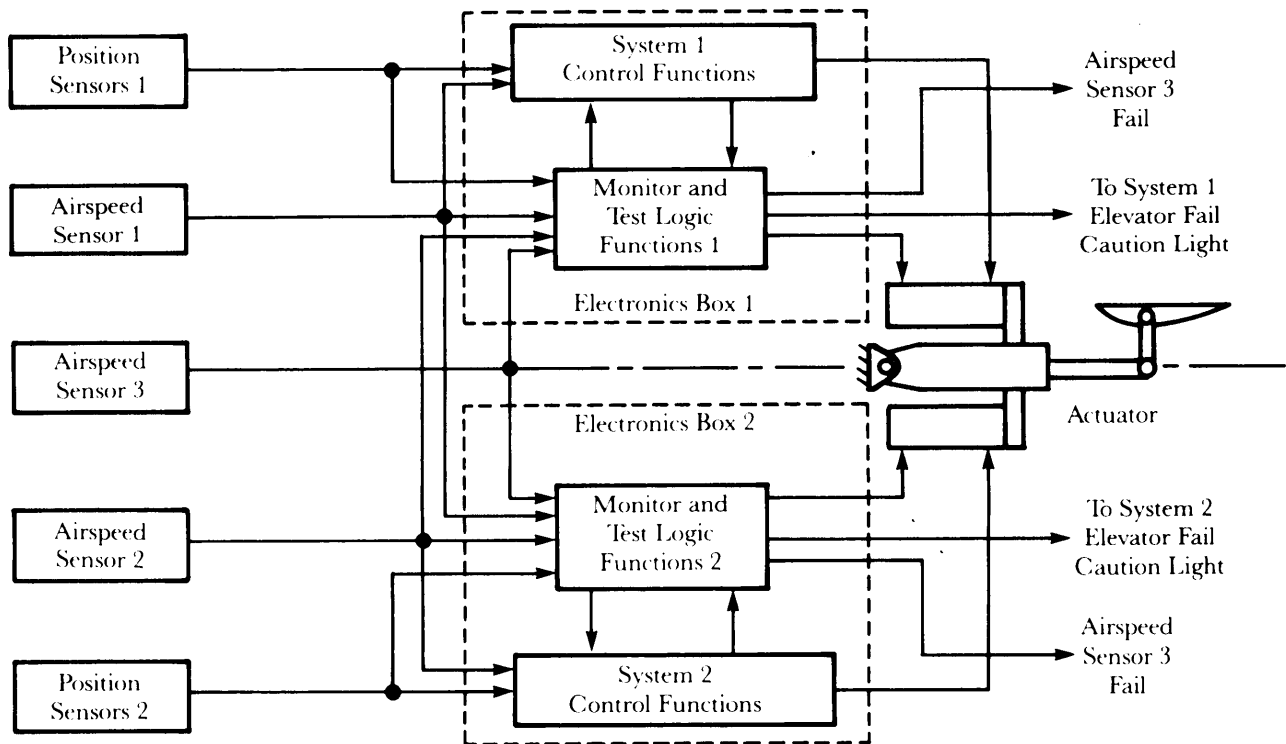 Position
Sensors 1
System 1
Control Functions
Airspeed
Sensor 3
Fail
Airspeed
Sensor 1
Monitor and
Test Logic
Functions 1
To System 1
Elevator Fail
Caution Light
Electronics Box 1
Airspeed
Sensor 3
Electronics Box 2
Actuator
Airspeed
Sensor 2
Monitor and
Test Logic
Functions 2
To System 2
Elevator Fail
Caution Light
Position
Sensors 2
System 2
Control Functions
Airspeed
Sensor 3
Fail